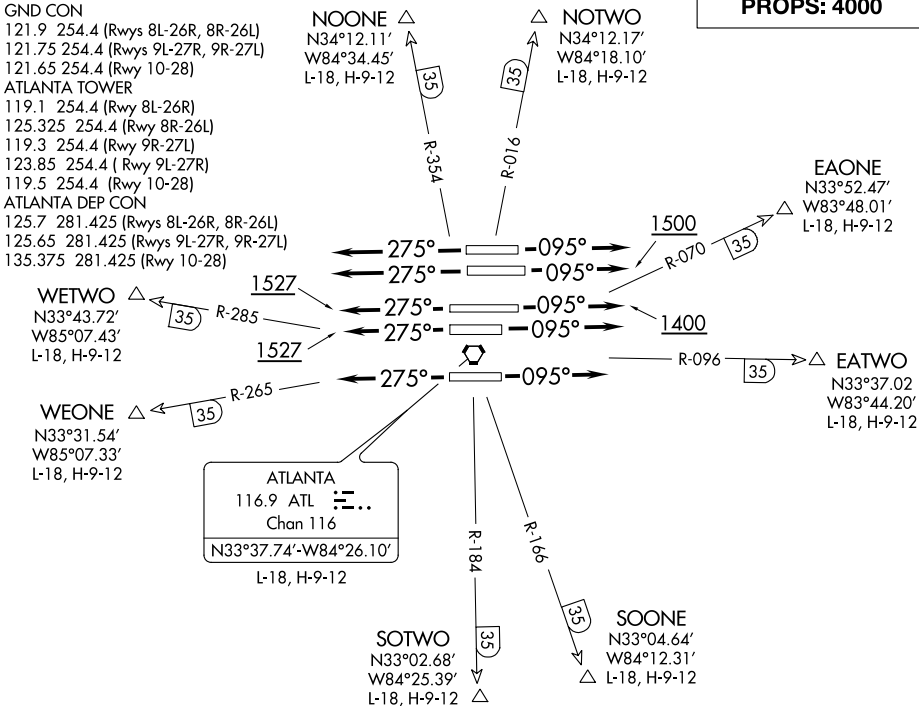 GND CON
121.9 254.4 (Rwys 8L-26R, 8R-26L)
121.75 254.4 (Rwys 9L-27R, 9R-27L)
121.65 254.4 (Rwy 10-28)
ATLANTA TOWER
119.1 254.4 (Rwy 8L-26R)
125.325 254.4 (Rwy 8R-26L)
119.3 254.4 (Rwy 9R-27L)
123.85 254.4 ( Rwy 9L-27R)
119.5 254.4 (Rwy 10-28)
ATLANTA DEP CON
125.7 281.425 (Rwys 8L-26R, 8R-26L)
125.65 281.425 (Rwys 9L-27R, 9R-27L)
135.375 281.425 (Rwy 10-28)
PROPS: 4000
NOONE
N34°12.11′
W84°34.45′
L-18, H-9-12
35
R-354
NOTWO
N34°12.17′
W84°18.10′
L-18, H-9-12
35
R-016
EAONE
N33°52.47′
W83°48.01′
L-18, H-9-12
35
R-070
1500
275° 095°
275° 095°
1527
275° 095°
1400
275° 095°
1527
275° 095°
WETWO
N33°43.72′
W85°07.43′
L-18, H-9-12
35
R-285
WEONE
N33°31.54′
W85°07.33′
L-18, H-9-12
35
R-265
R-096
35
EATWO
N33°37.02
W83°44.20′
L-18, H-9-12
ATLANTA
116.9 ATL
Chan 116
N33°37.74′-W84°26.10′
L-18, H-9-12
R-184
35
SOTWO
N33°02.68′
W84°25.39′
L-18, H-9-12
R-166
35
SOONE
N33°04.64′
W84°12.31′
L-18, H-9-12